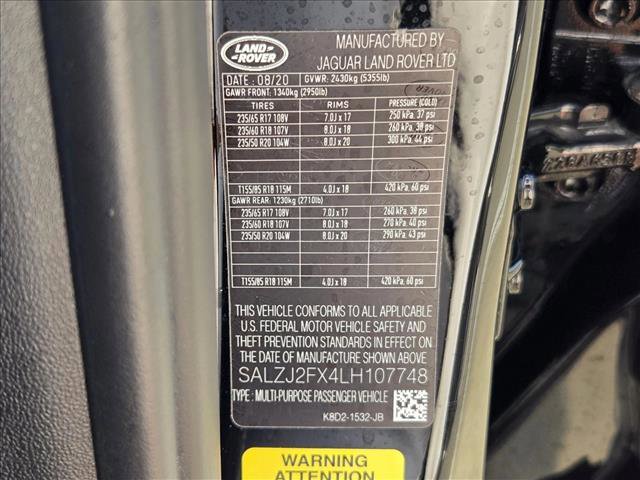 LAND ROVER
MANUFACTURED BY
JAGUAR LAND ROVER LTD
DATE : 08/20 GVWR: 2430kg (5355lb)
GAWR FRONT: 1340kg (2950lb)
TIRES RIMS PRESSURE (COLD)
235/65 R17 108V 7.0J x 17 250 kPa, 37 psi
235/60 R18 107V 8.0J x 18 260 kPa, 38 psi
235/50 R20 104W 8.0J x 20 300 kPa, 44 psi
T155/85 R18 115M 4.0J x 18 420 kPa, 60 psi
GAWR REAR: 1230kg (2710lb)
235/65 R17 108V 7.0J x 17 260 kPa, 38 psi
235/60 R18 107V 8.0J x 18 270 kPa, 40 psi
235/50 R20 104W 8.0J x 20 290 kPa, 43 psi
T155/85 R18 115M 4.0J x 18 420 kPa, 60 psi
THIS VEHICLE CONFORMS TO ALL APPLICABLE
U.S. FEDERAL MOTOR VEHICLE SAFETY AND
THEFT PREVENTION STANDARDS IN EFFECT ON
THE DATE OF MANUFACTURE SHOWN ABOVE
SALZJ2FX4LH107748
TYPE : MULTI-PURPOSE PASSENGER VEHICLE
K8D2-1532-JB
WARNING
ATTENTION